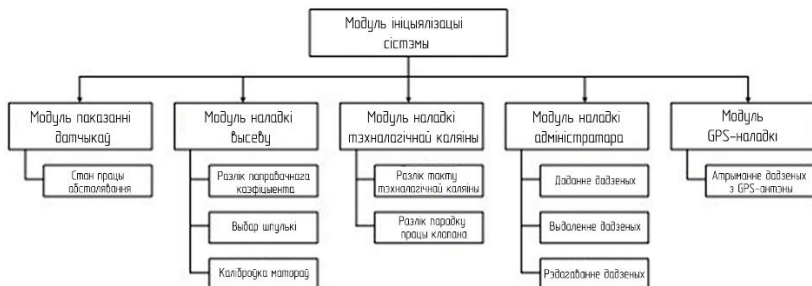 Модуль ініцыялізацыі
сістэмы
Модуль паказанні
датчыкаў
Модуль наладкі
высеву
Модуль наладкі
тэхналагічнай каляіны
Модуль наладкі
адміністратара
Модуль
GPS-наладкі
Стан працы
абсталявання
Разлік паправачнага
каэфіцыента
Выбар шпулькі
Каліброўка матораў
Разлік такту
тэхналагічнай каляіны
Разлік парадку
працы клапана
Даданне дадзеных
Выдаленне дадзеных
Рэдагаванне дадзеных
Атрыманне дадзеных
з GPS-антэны